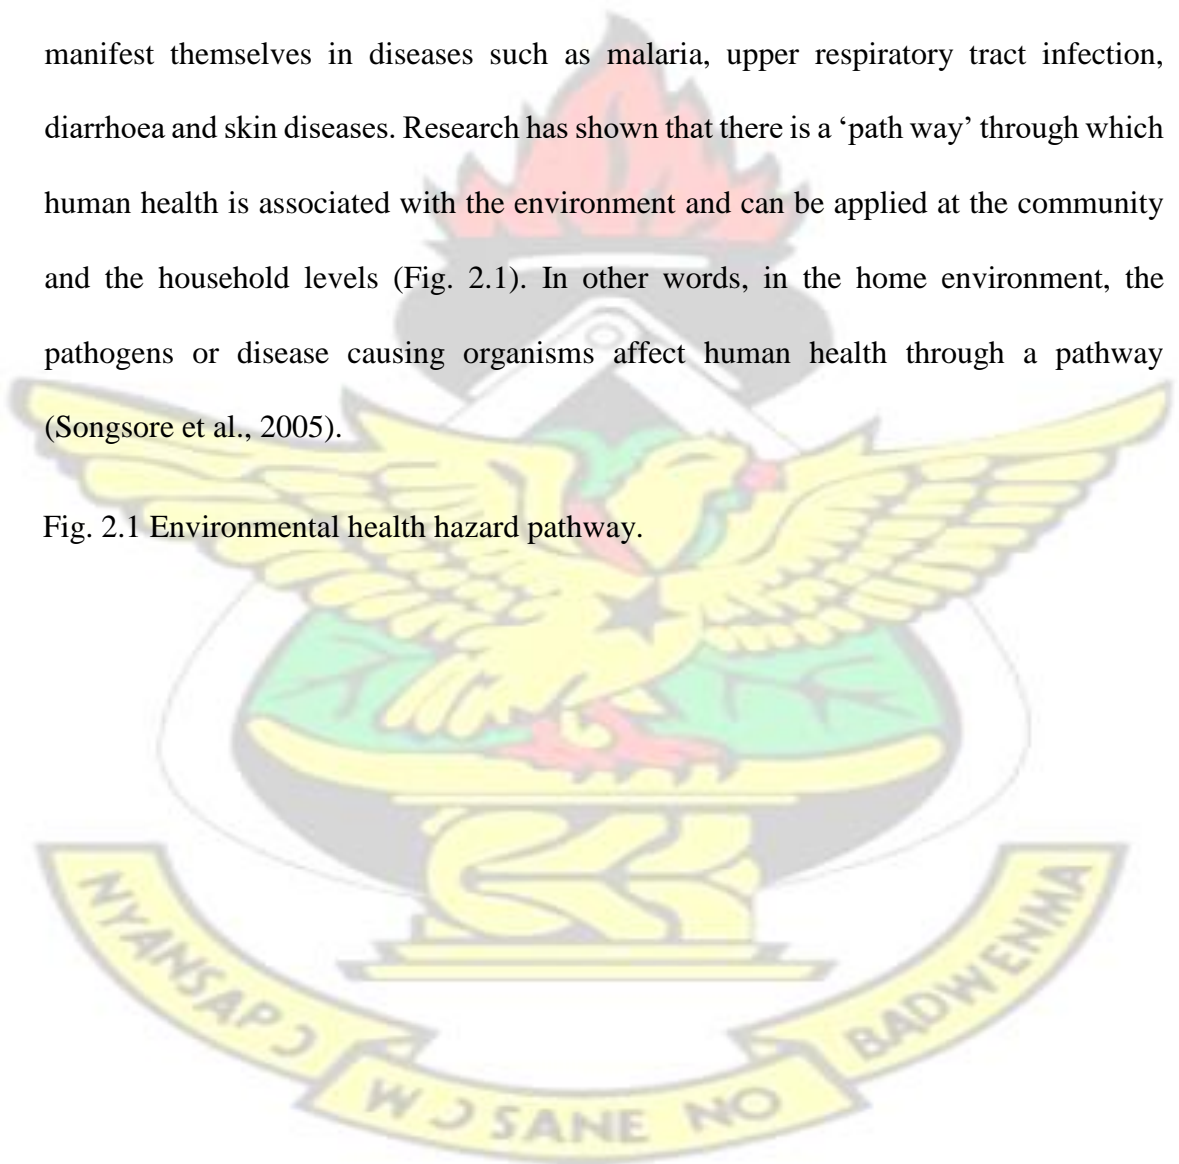 manifest themselves in diseases such as malaria, upper respiratory tract infection,
diarrhoea and skin diseases. Research has shown that there is a ‘path way’ through which
human health is associated with the environment and can be applied at the community
and the household levels (Fig. 2.1). In other words, in the home environment, the
pathogens or disease causing organisms affect human health through a pathway
(Songsore et al., 2005).
Fig. 2.1 Environmental health hazard pathway.
NYANSAPƆ
WƆ SANE NO
BADWENMA